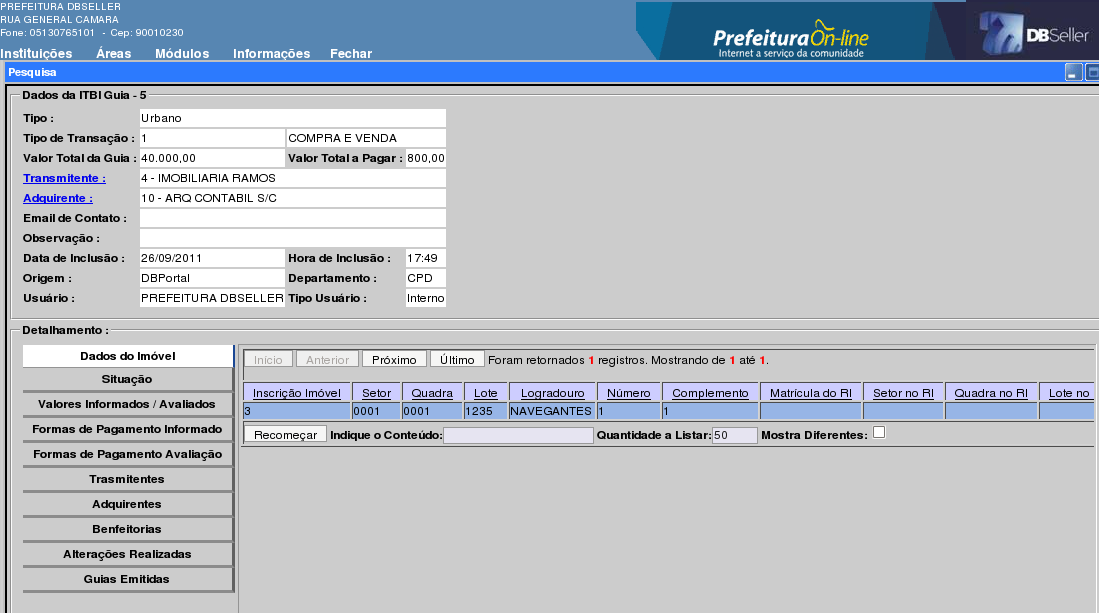 PREFEITURA DBSELLER
RUA GENERAL CAMARA
Fone: 05130765101 - Cep: 90010230
Prefeitura On-line
Internet a serviço da comunidade
DBSeller
Instituições Áreas Módulos Informações Fechar
Pesquisa
Dados da ITBI Guia - 5
Tipo : Urbano
Tipo de Transação : 1 COMPRA E VENDA
Valor Total da Guia : 40.000,00 Valor Total a Pagar : 800,00
Transmitente : 4 - IMOBILIARIA RAMOS
Adquirente : 10 - ARQ CONTABIL S/C
Email de Contato :
Observação :
Data de Inclusão : 26/09/2011 Hora de Inclusão : 17:49
Origem : DBPortal Departamento : CPD
Usuário : PREFEITURA DBSELLER Tipo Usuário : Interno
Detalhamento :
Dados do Imóvel
Situação
Valores Informados / Avaliados
Formas de Pagamento Informado
Formas de Pagamento Avaliação
Trasmitentes
Adquirentes
Benfeitorias
Alterações Realizadas
Guias Emitidas
Início Anterior Próximo Último Foram retornados 1 registros. Mostrando de 1 até 1.
Inscrição Imóvel Setor Quadra Lote Logradouro Número Complemento Matrícula do RI Setor no RI Quadra no RI Lote no
3 0001 0001 1235 NAVEGANTES 1 1
Recomeçar Indique o Conteúdo: Quantidade a Listar: 50 Mostra Diferentes: